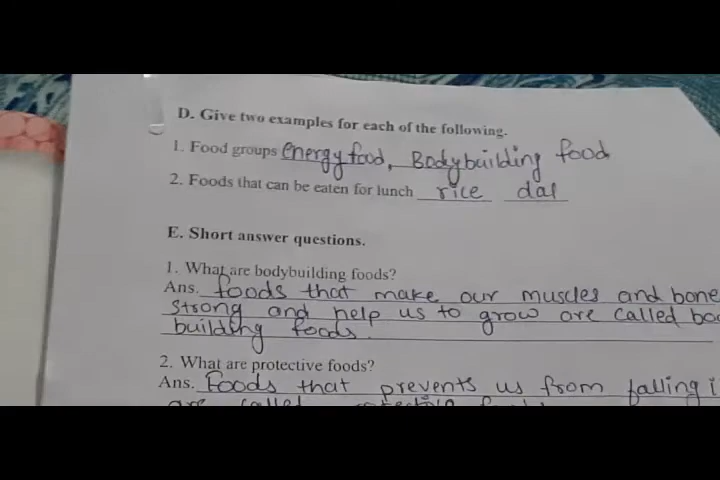 D. Give two examples for each of the following.
1. Food groups energy food, Bodybuilding food
2. Foods that can be eaten for lunch rice dal
E. Short answer questions.
1. What are bodybuilding foods?
Ans. foods that make our muscles and bone
strong and help us to grow are called bo
building foods.
2. What are protective foods?
Ans. Foods that prevents us from falling i
are called